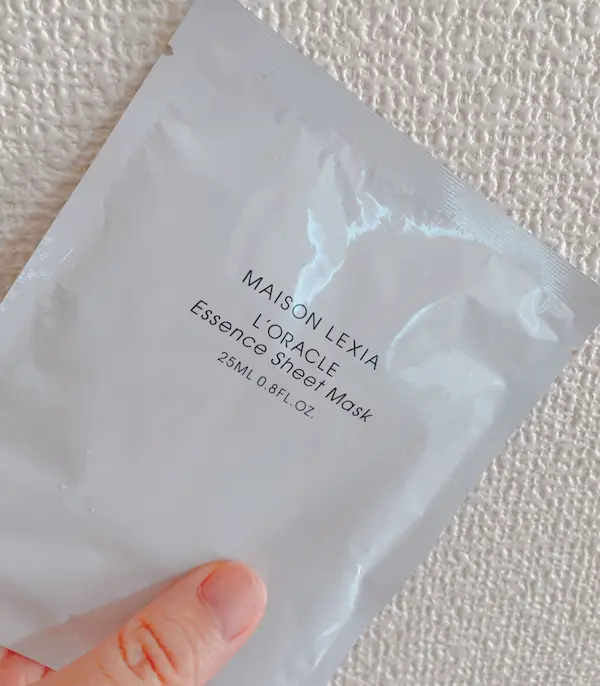 MAISON LEXIA
L'ORACLE
Essence Sheet Mask
25ML 0.8FL.OZ.